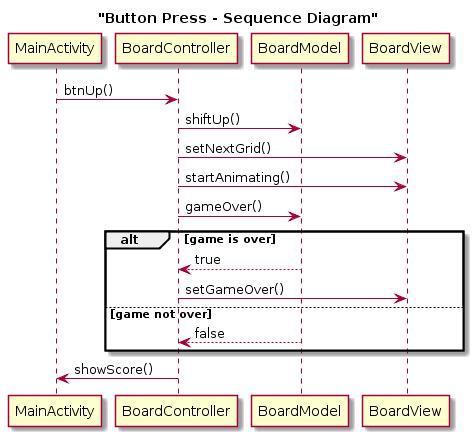 "Button Press - Sequence Diagram"
MainActivity BoardController BoardModel BoardView
btnUp()
shiftUp()
setNextGrid()
startAnimating()
gameOver()
alt [game is over]
true
setGameOver()
[game not over]
false
showScore()
MainActivity BoardController BoardModel BoardView